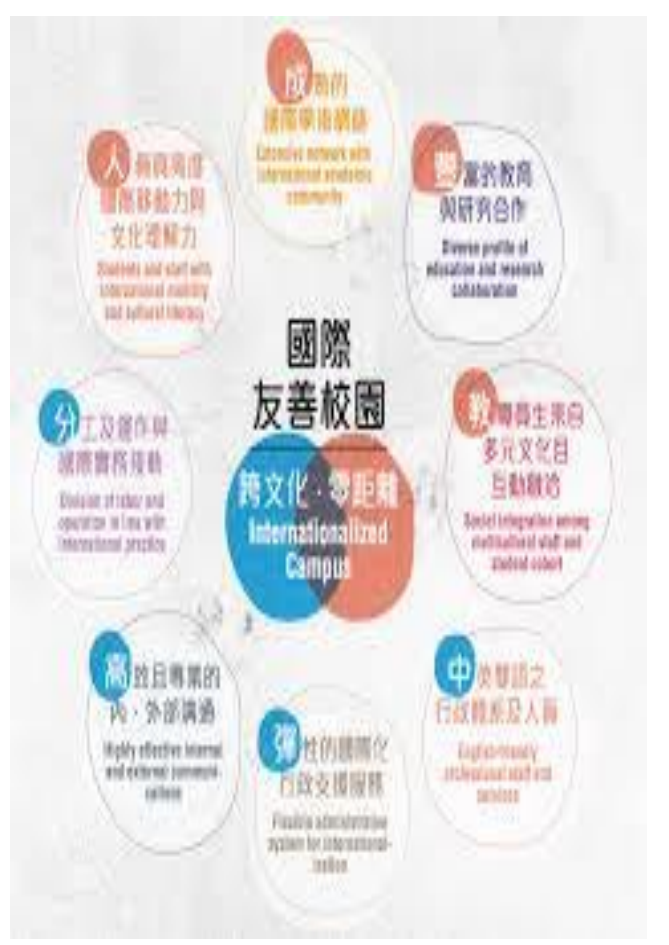 國際
友善校園
跨文化·零距離
Internationalized
Campus
成熟的
國際學術網絡
Extensive network with
international academic
community
豐富的教育
與研究合作
Diverse profile of
education and research
collaboration
教職員生來自
多元文化且
互動融洽
Social integration among
multicultural staff and
student cohort
中英雙語之
行政體系及人員
English-friendly
professional staff and
services
彈性的國際化
行政支援服務
Flexible administrative
system for international-
ization
高效且專業的
內、外部溝通
Highly effective internal
and external communi-
cations
分工及運作與
國際實務接軌
Division of labor and
operation in line with
international practice
人員具高度
國際移動力與
文化理解力
Students and staff with
international mobility
and cultural literacy